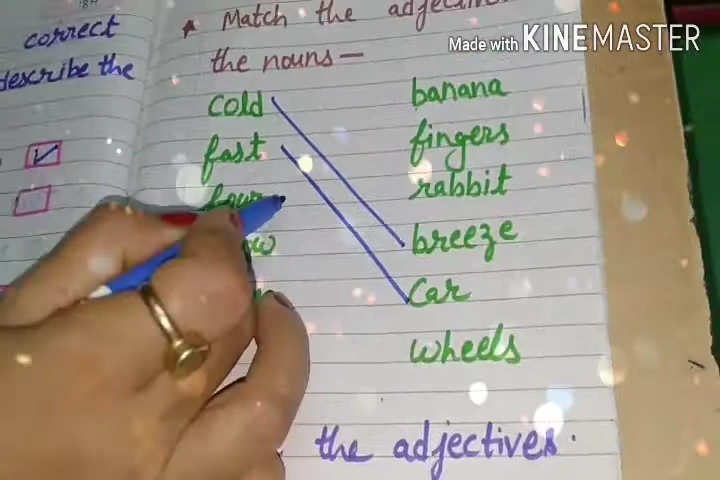 correct
describe the
* Match the
the nouns —
cold banana
fast fingers
four rabbit
breeze
car
wheels
the adjectives.
Made with KINEMASTER